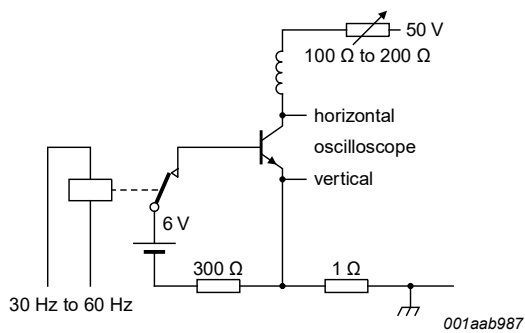 50 V
100 Ω to 200 Ω
horizontal
oscilloscope
vertical
6 V
300 Ω
1 Ω
30 Hz to 60 Hz
001aab987